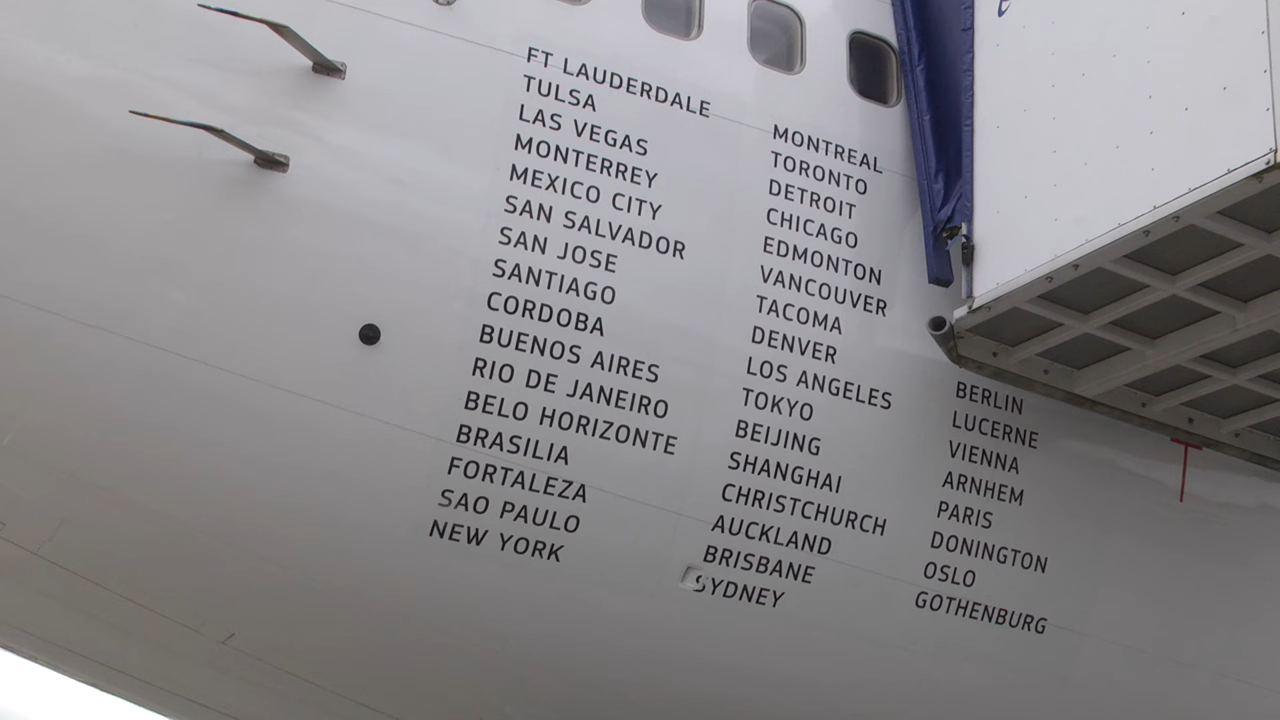 FT LAUDERDALE
TULSA
LAS VEGAS
MONTERREY
MEXICO CITY
SAN SALVADOR
SAN JOSE
SANTIAGO
CORDOBA
BUENOS AIRES
RIO DE JANEIRO
BELO HORIZONTE
BRASILIA
FORTALEZA
SAO PAULO
NEW YORK
MONTREAL
TORONTO
DETROIT
CHICAGO
EDMONTON
VANCOUVER
TACOMA
DENVER
LOS ANGELES
TOKYO
BEIJING
SHANGHAI
CHRISTCHURCH
AUCKLAND
BRISBANE
SYDNEY
BERLIN
LUCERNE
VIENNA
ARNHEM
PARIS
DONINGTON
OSLO
GOTHENBURG